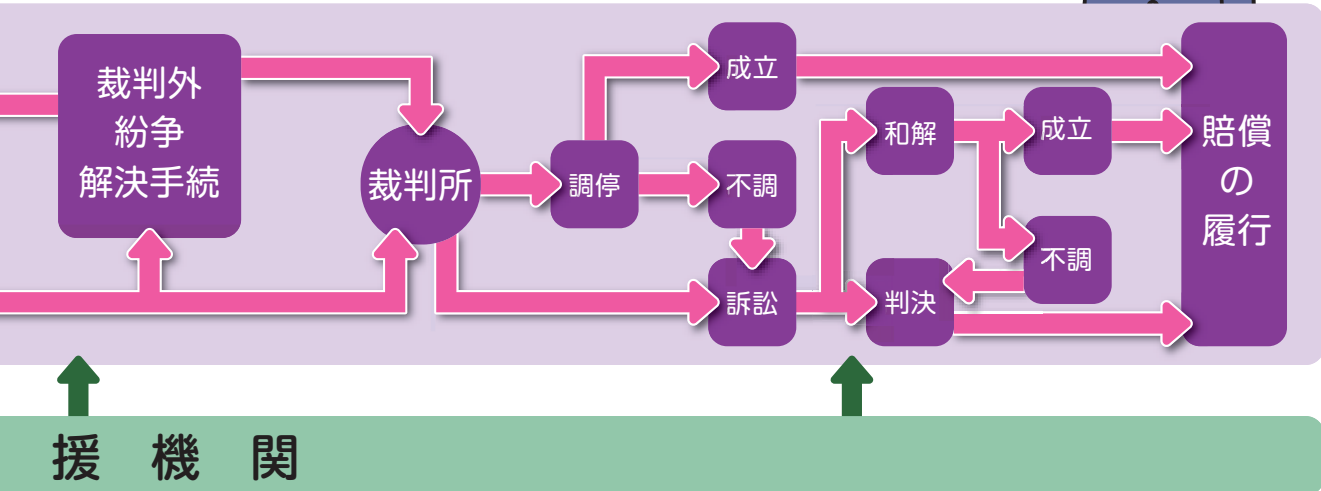 裁判外
紛争
解決手続
裁判所
調停
成立
不調
訴訟
和解
判決
成立
不調
賠償
の
履行
援機関